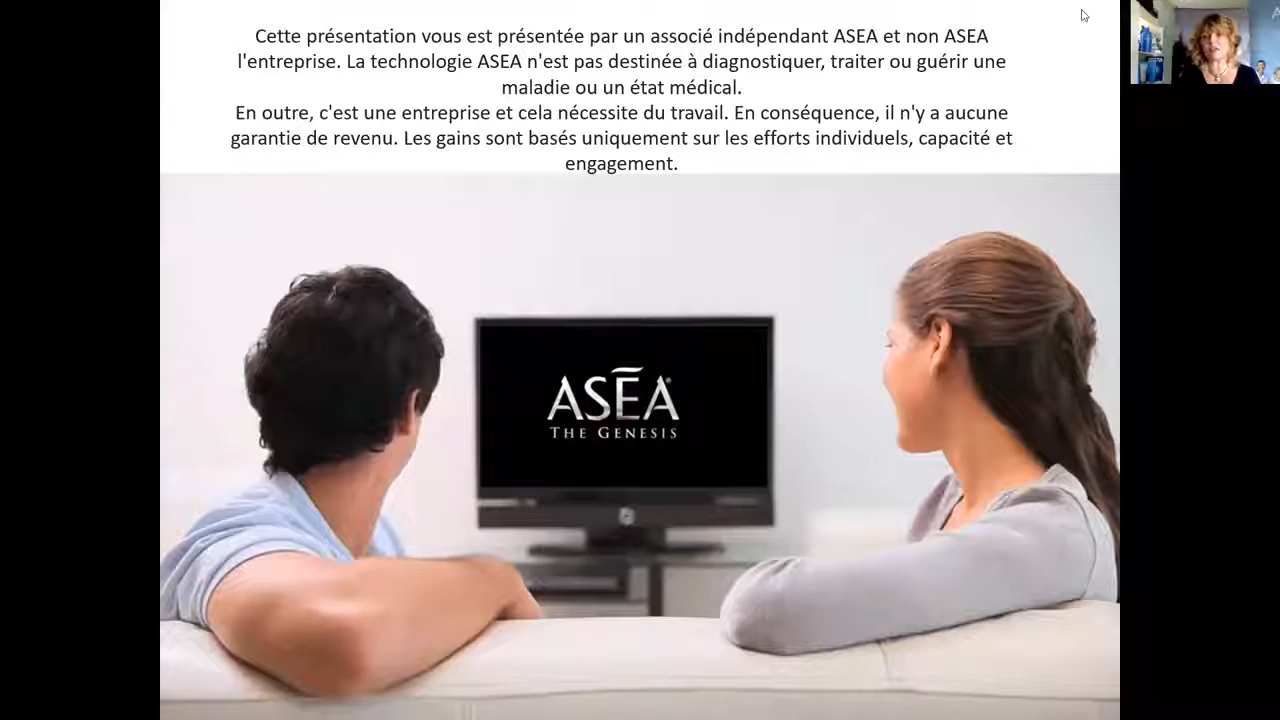 Cette présentation vous est présentée par un associé indépendant ASEA et non ASEA
l'entreprise. La technologie ASEA n'est pas destinée à diagnostiquer, traiter ou guérir une
maladie ou un état médical.
En outre, c'est une entreprise et cela nécessite du travail. En conséquence, il n'y a aucune
garantie de revenu. Les gains sont basés uniquement sur les efforts individuels, capacité et
engagement.
ASĒA
THE GENESIS